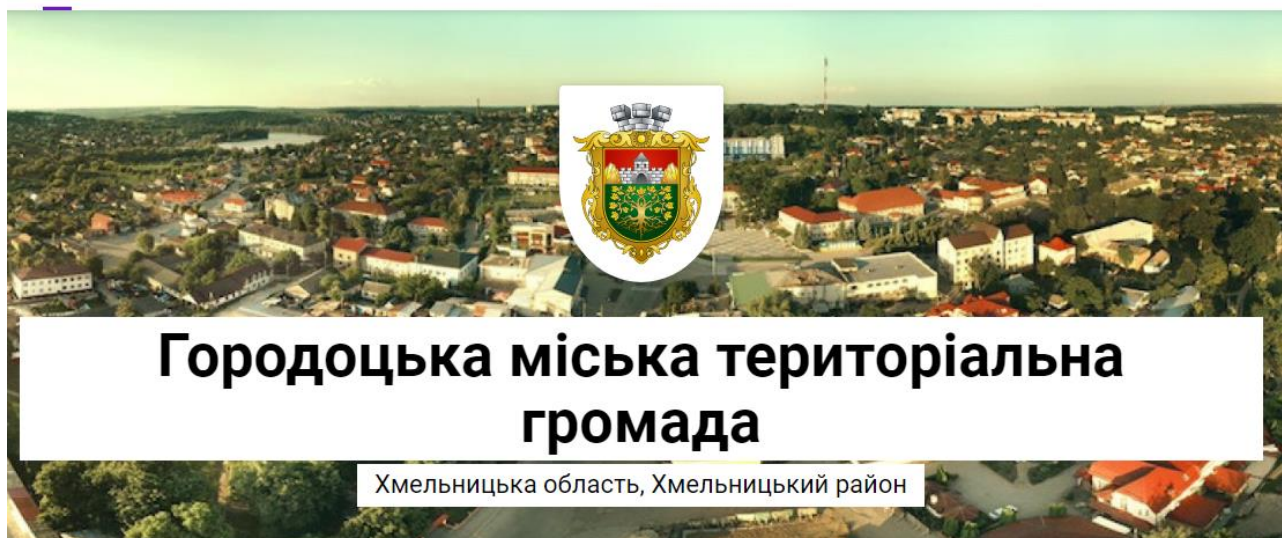 Городоцька міська територіальна
громада
Хмельницька область, Хмельницький район